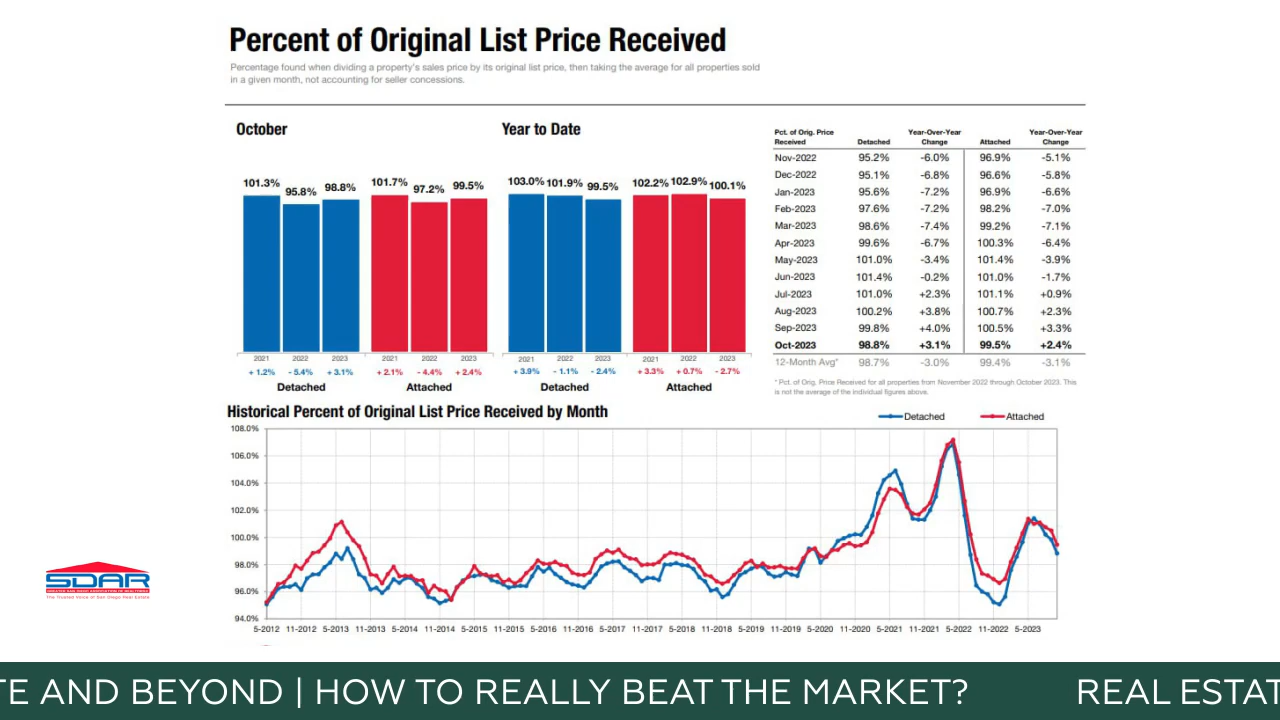 Percent of Original List Price Received
Percentage found when dividing a property's sales price by its original list price, then taking the average for all properties sold
in a given month, not accounting for seller concessions.
October
101.3% 95.8% 98.8% 101.7% 97.2% 99.5%
2021 2022 2023 2021 2022 2023
+ 1.2% - 5.4% + 3.1% + 2.1% - 4.4% + 2.4%
Detached Attached
Year to Date
103.0% 101.9% 99.5% 102.2% 102.9% 100.1%
2021 2022 2023 2021 2022 2023
+ 3.9% - 1.1% - 2.4% + 3.3% + 0.7% - 2.7%
Detached Attached
Pct. of Orig. Price Year-Over-Year Year-Over-Year
Received Detached Change Attached Change
Nov-2022 95.2% -6.0% 96.9% -5.1%
Dec-2022 95.1% -6.8% 96.6% -5.8%
Jan-2023 95.6% -7.2% 96.9% -6.6%
Feb-2023 97.6% -7.2% 98.2% -7.0%
Mar-2023 98.6% -7.4% 99.2% -7.1%
Apr-2023 99.6% -6.7% 100.3% -6.4%
May-2023 101.0% -3.4% 101.4% -3.9%
Jun-2023 101.4% -0.2% 101.0% -1.7%
Jul-2023 101.0% +2.3% 101.1% +0.9%
Aug-2023 100.2% +3.8% 100.7% +2.3%
Sep-2023 99.8% +4.0% 100.5% +3.3%
Oct-2023 98.8% +3.1% 99.5% +2.4%
12-Month Avg* 98.7% -3.0% 99.4% -3.1%
* Pct. of Orig. Price Received for all properties from November 2022 through October 2023. This
is not the average of the individual figures above.
Historical Percent of Original List Price Received by Month
Detached Attached
108.0%
106.0%
104.0%
102.0%
100.0%
98.0%
96.0%
94.0%
5-2012 11-2012 5-2013 11-2013 5-2014 11-2014 5-2015 11-2015 5-2016 11-2016 5-2017 11-2017 5-2018 11-2018 5-2019 11-2019 5-2020 11-2020 5-2021 11-2021 5-2022 11-2022 5-2023
SDAR
GREATER SAN DIEGO ASSOCIATION OF REALTORS
The Trusted Voice of San Diego Real Estate
TE AND BEYOND | HOW TO REALLY BEAT THE MARKET? REAL ESTAT